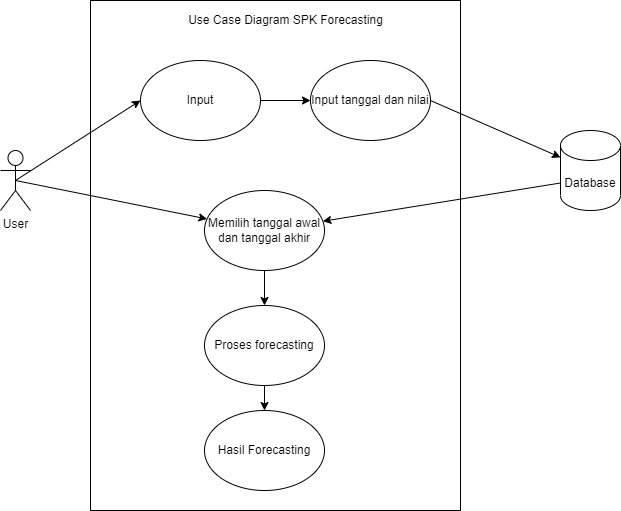 Use Case Diagram SPK Forecasting
Input
Input tanggal dan nilai
Database
User
Memilih tanggal awal
dan tanggal akhir
Proses forecasting
Hasil Forecasting